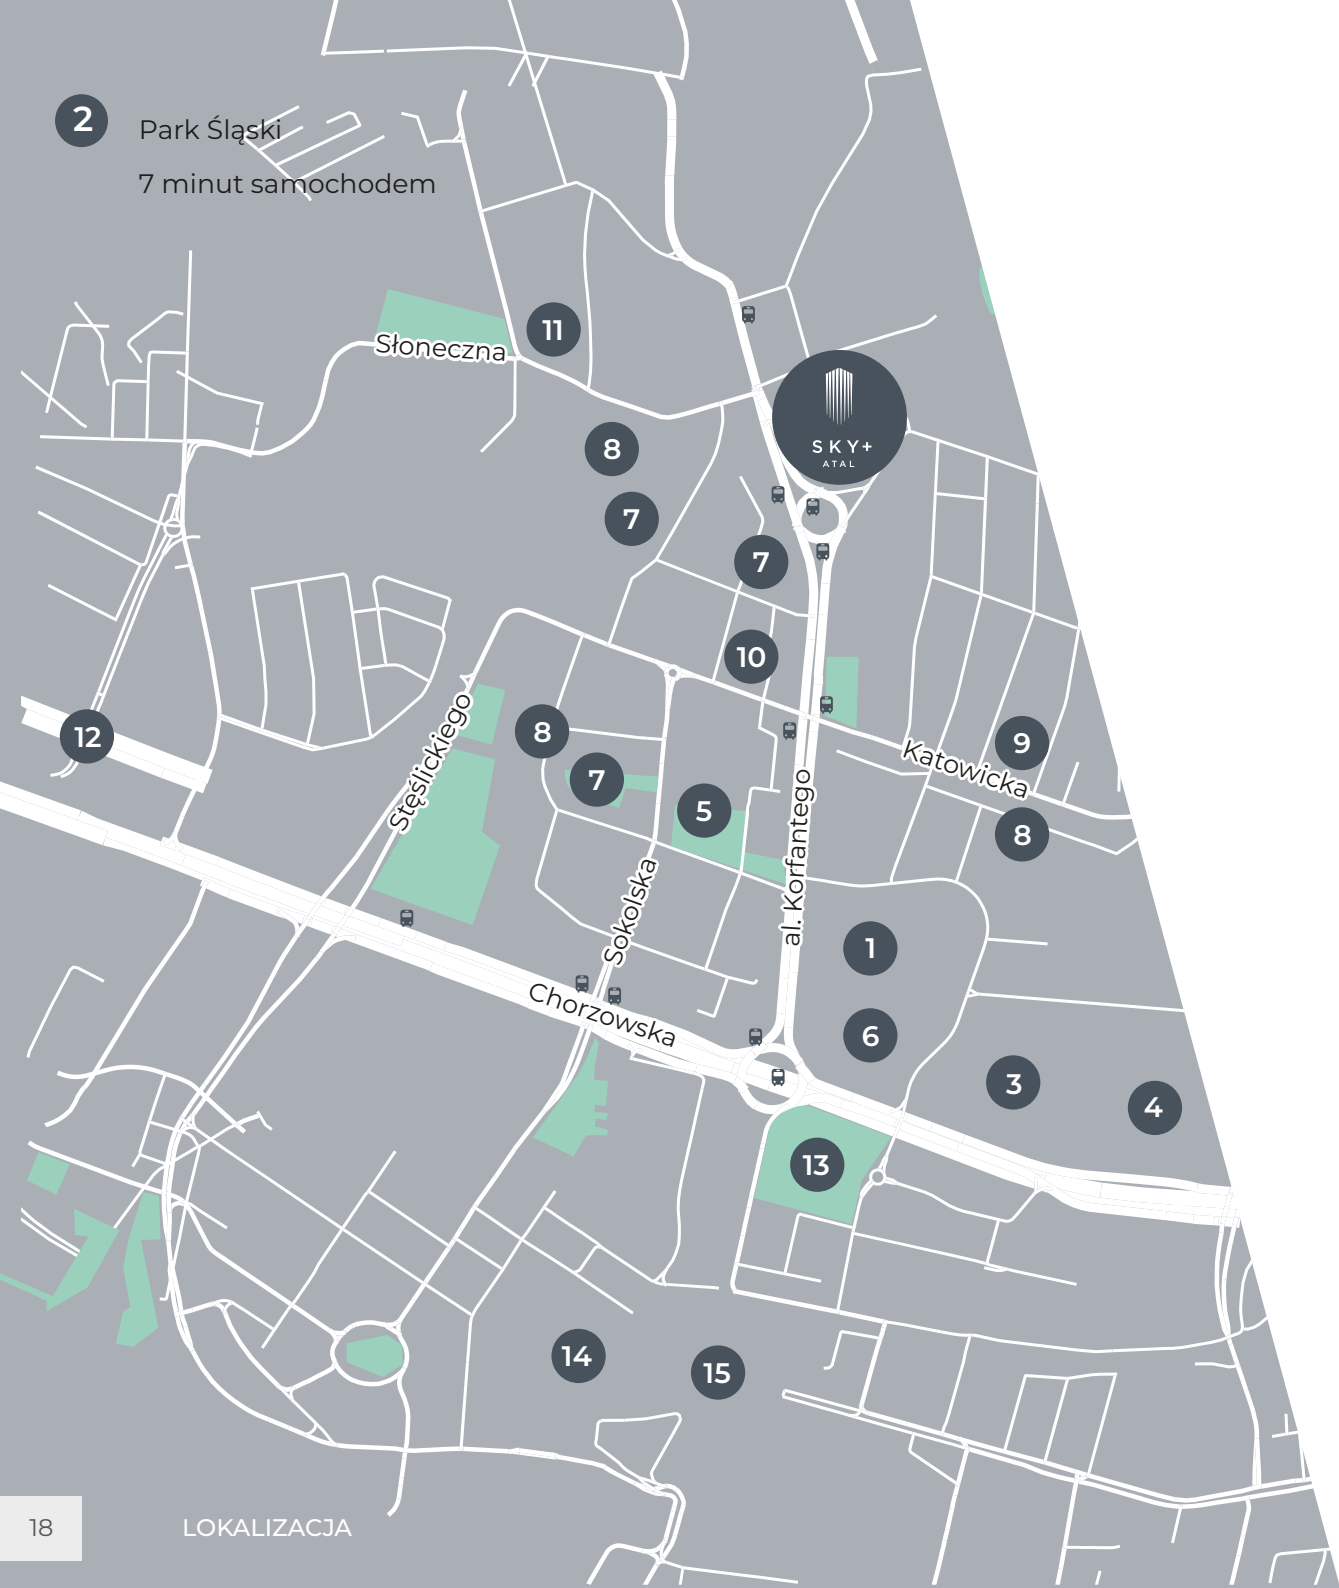 2
Park Śląski
7 minut samochodem
Słoneczna
11
SKY+
ATAL
8
7
7
10
12
Stęślickiego
8
7
5
Sokolska
al. Korfantego
Katowicka
9
8
1
6
Chorzowska
3
4
13
14
15
18
LOKALIZACJA